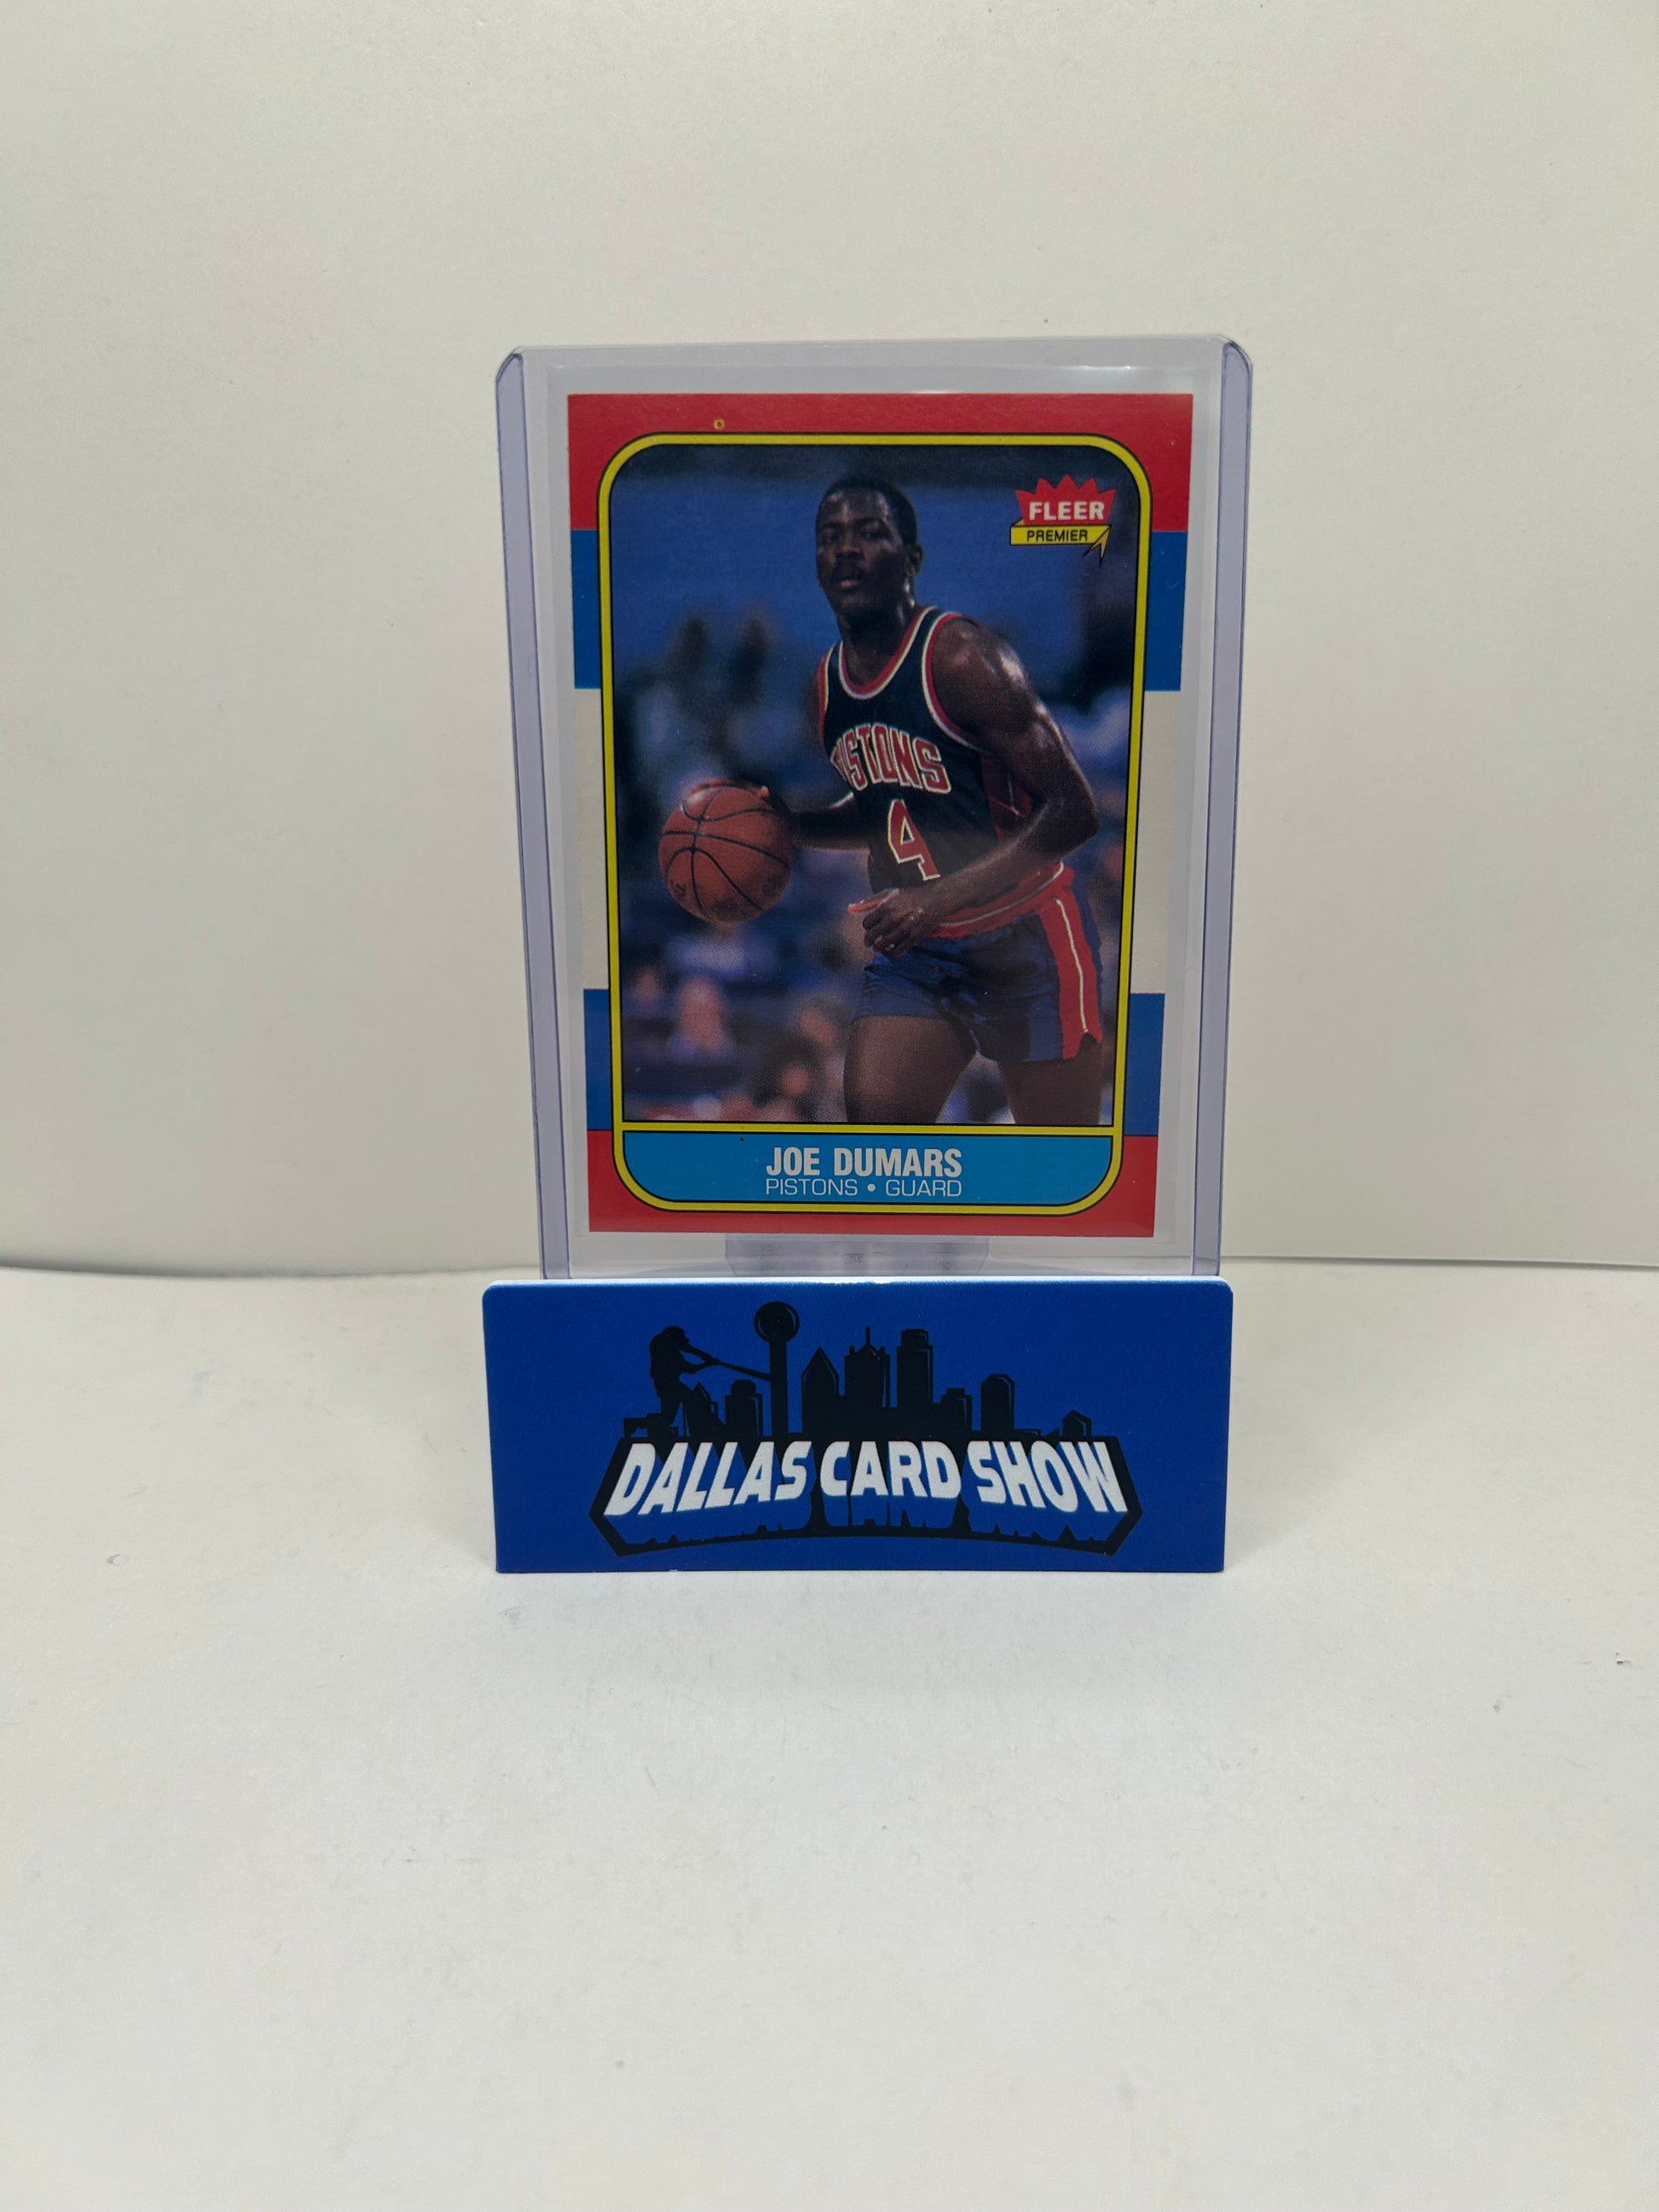 FLEER
PREMIER
PISTONS
4
JOE DUMARS
PISTONS • GUARD
DALLAS CARD SHOW